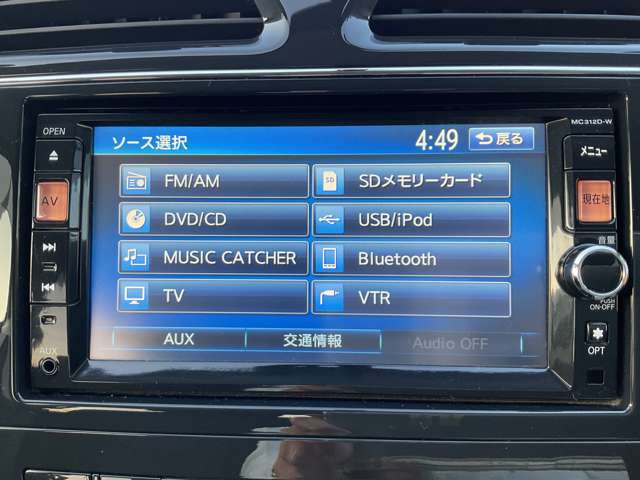 MC312D-W
OPEN
ソース選択
4:49
戻る
メニュー
FM/AM
SDメモリーカード
AV
現在地
DVD/CD
USB/iPod
音量
MUSIC CATCHER
Bluetooth
TV
VTR
PUSH
ON-OFF
AUX
交通情報
Audio OFF
AUX
OPT
SD